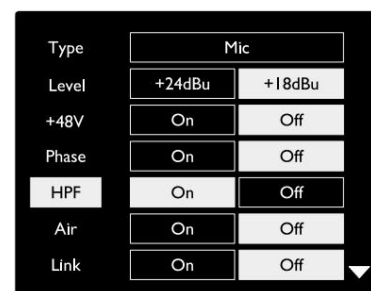 Type Mic
Level +24dBu +18dBu
+48V On Off
Phase On Off
HPF On Off
Air On Off
Link On Off